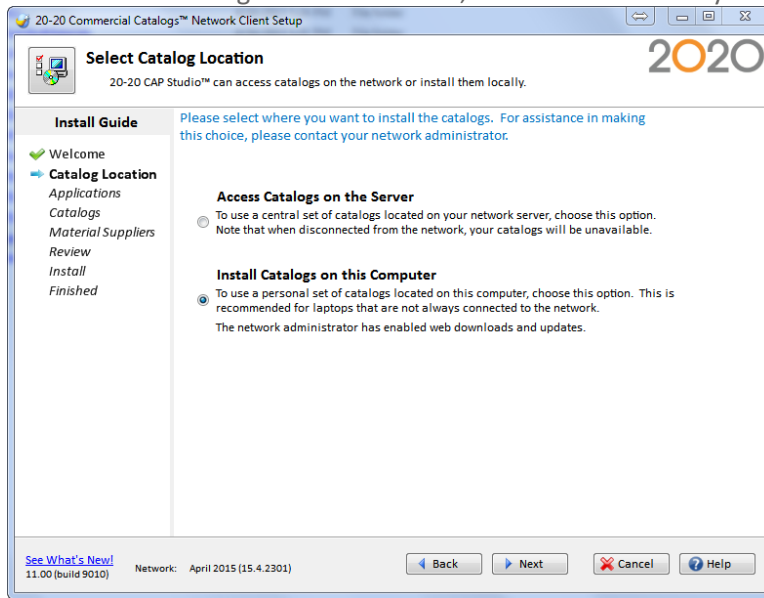 20-20 Commercial Catalogs™ Network Client Setup
Select Catalog Location
20-20 CAP Studio™ can access catalogs on the network or install them locally.
2020
Install Guide
Welcome
Catalog Location
Applications
Catalogs
Material Suppliers
Review
Install
Finished
Please select where you want to install the catalogs. For assistance in making
this choice, please contact your network administrator.
Access Catalogs on the Server
To use a central set of catalogs located on your network server, choose this option.
Note that when disconnected from the network, your catalogs will be unavailable.
Install Catalogs on this Computer
To use a personal set of catalogs located on this computer, choose this option. This is
recommended for laptops that are not always connected to the network.
The network administrator has enabled web downloads and updates.
See What's New!
11.00 (build 9010)
Network: April 2015 (15.4.2301)
Back
Next
Cancel
Help